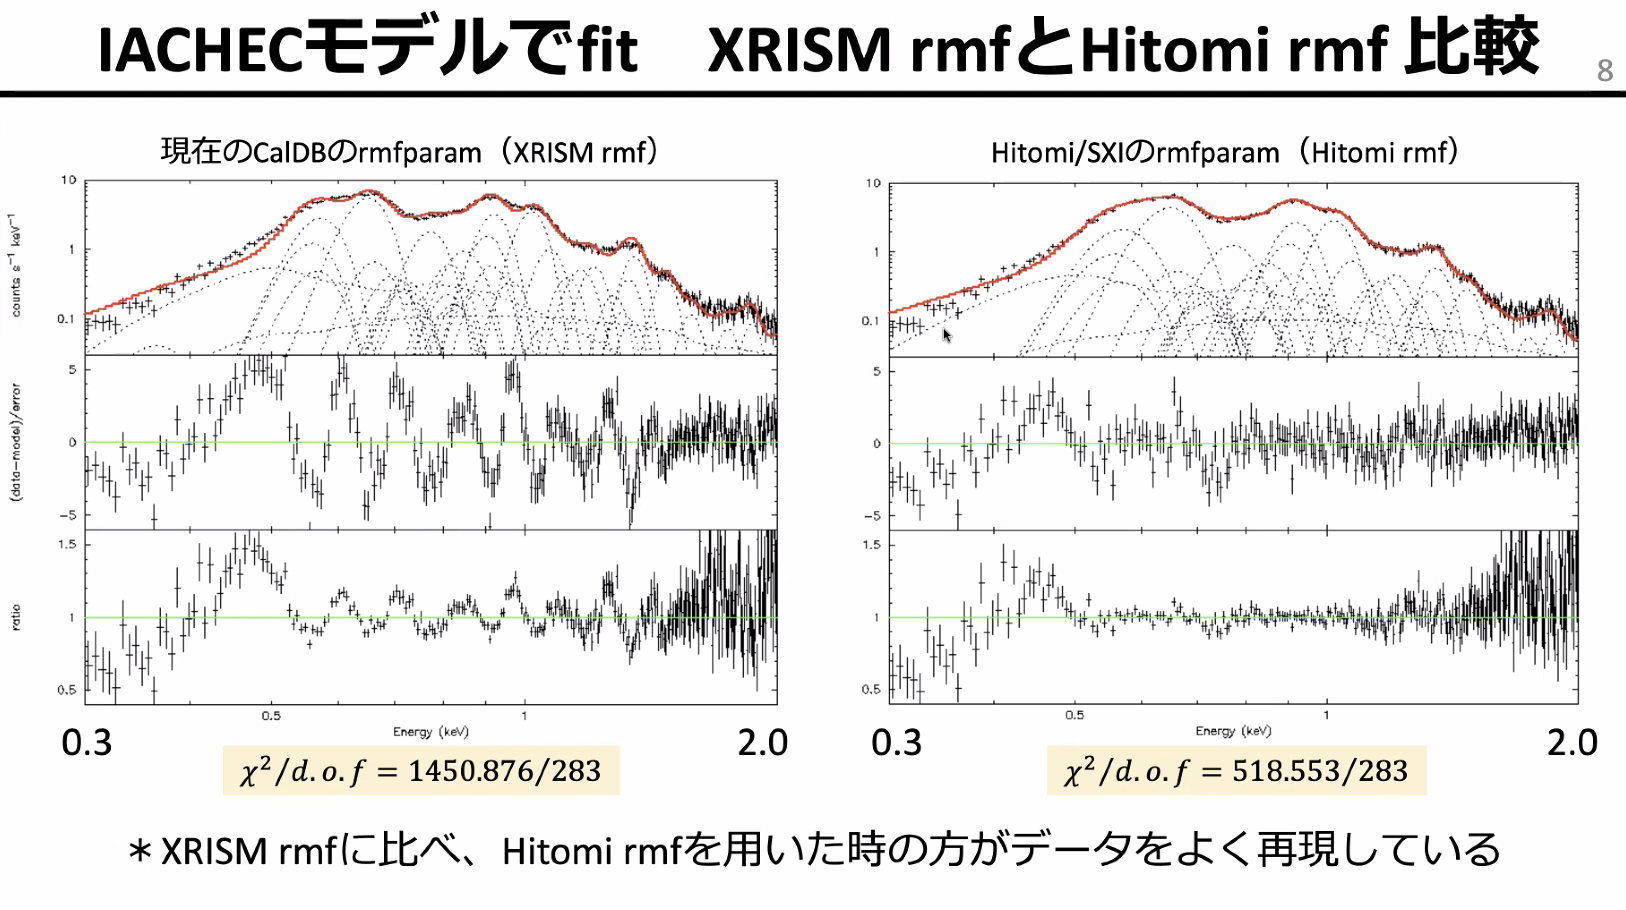 IACHECモデルでfit　XRISM rmfとHitomi rmf 比較
8
現在のCalDBのrmfparam（XRISM rmf）
10
1
0.1
counts s⁻¹ keV⁻¹
5
0
−5
(data−model)/error
1.5
1
0.5
ratio
0.5
1
Energy (keV)
0.3
2.0
χ²/d.o.f = 1450.876/283
Hitomi/SXIのrmfparam（Hitomi rmf）
10
1
0.1
5
0
−5
1.5
1
0.5
0.5
1
Energy (keV)
0.3
2.0
χ²/d.o.f = 518.553/283
＊XRISM rmfに比べ、Hitomi rmfを用いた時の方がデータをよく再現している